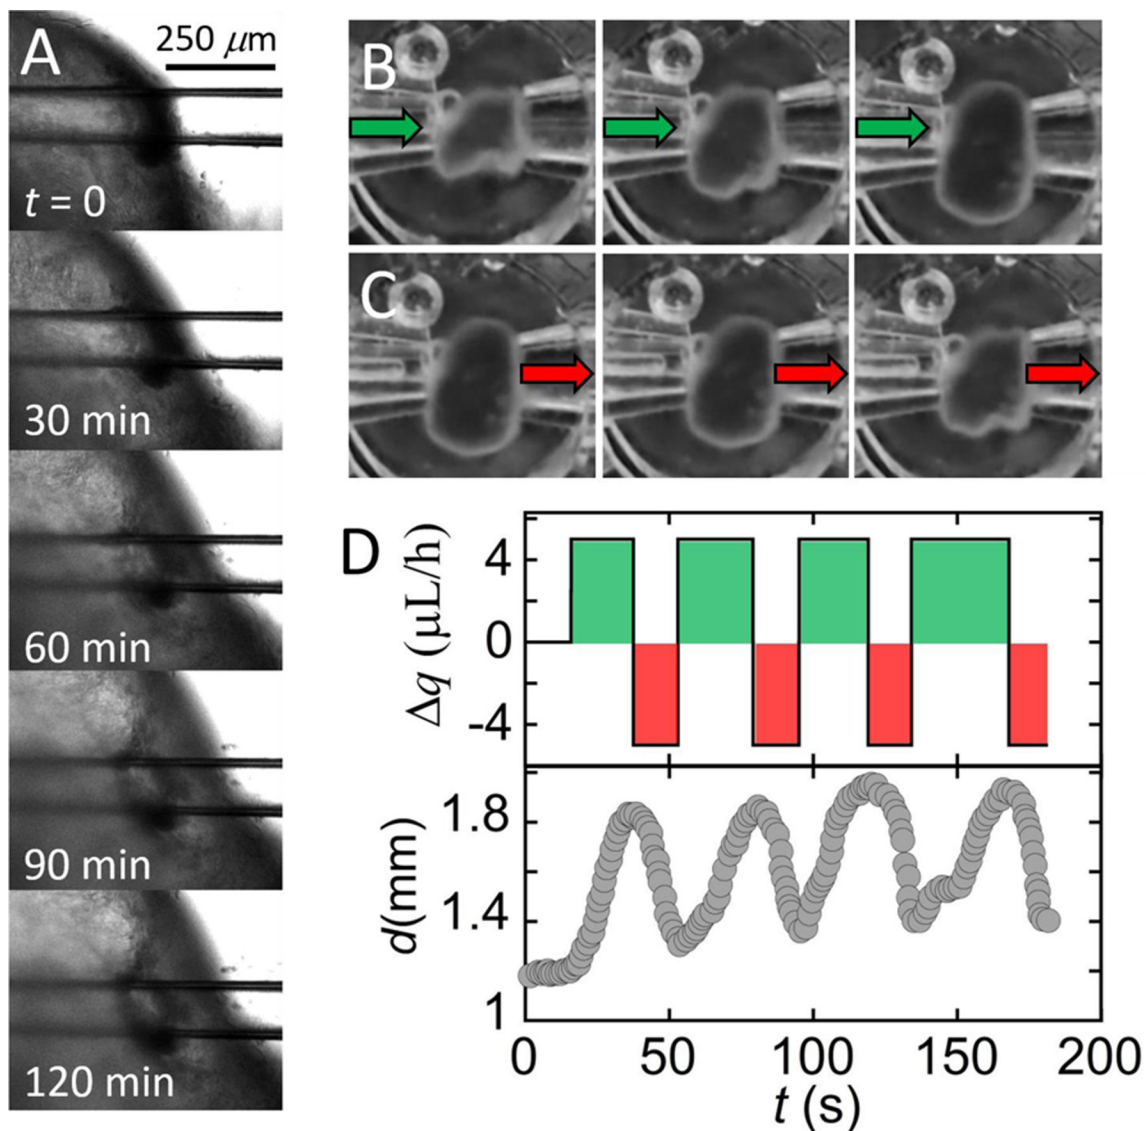 A
250 μm
t = 0
30 min
60 min
90 min
120 min
B
C
D
Δq (μL/h)
4
0
-4
d(mm)
1.8
1.4
1
0 50 100 150 200
t (s)